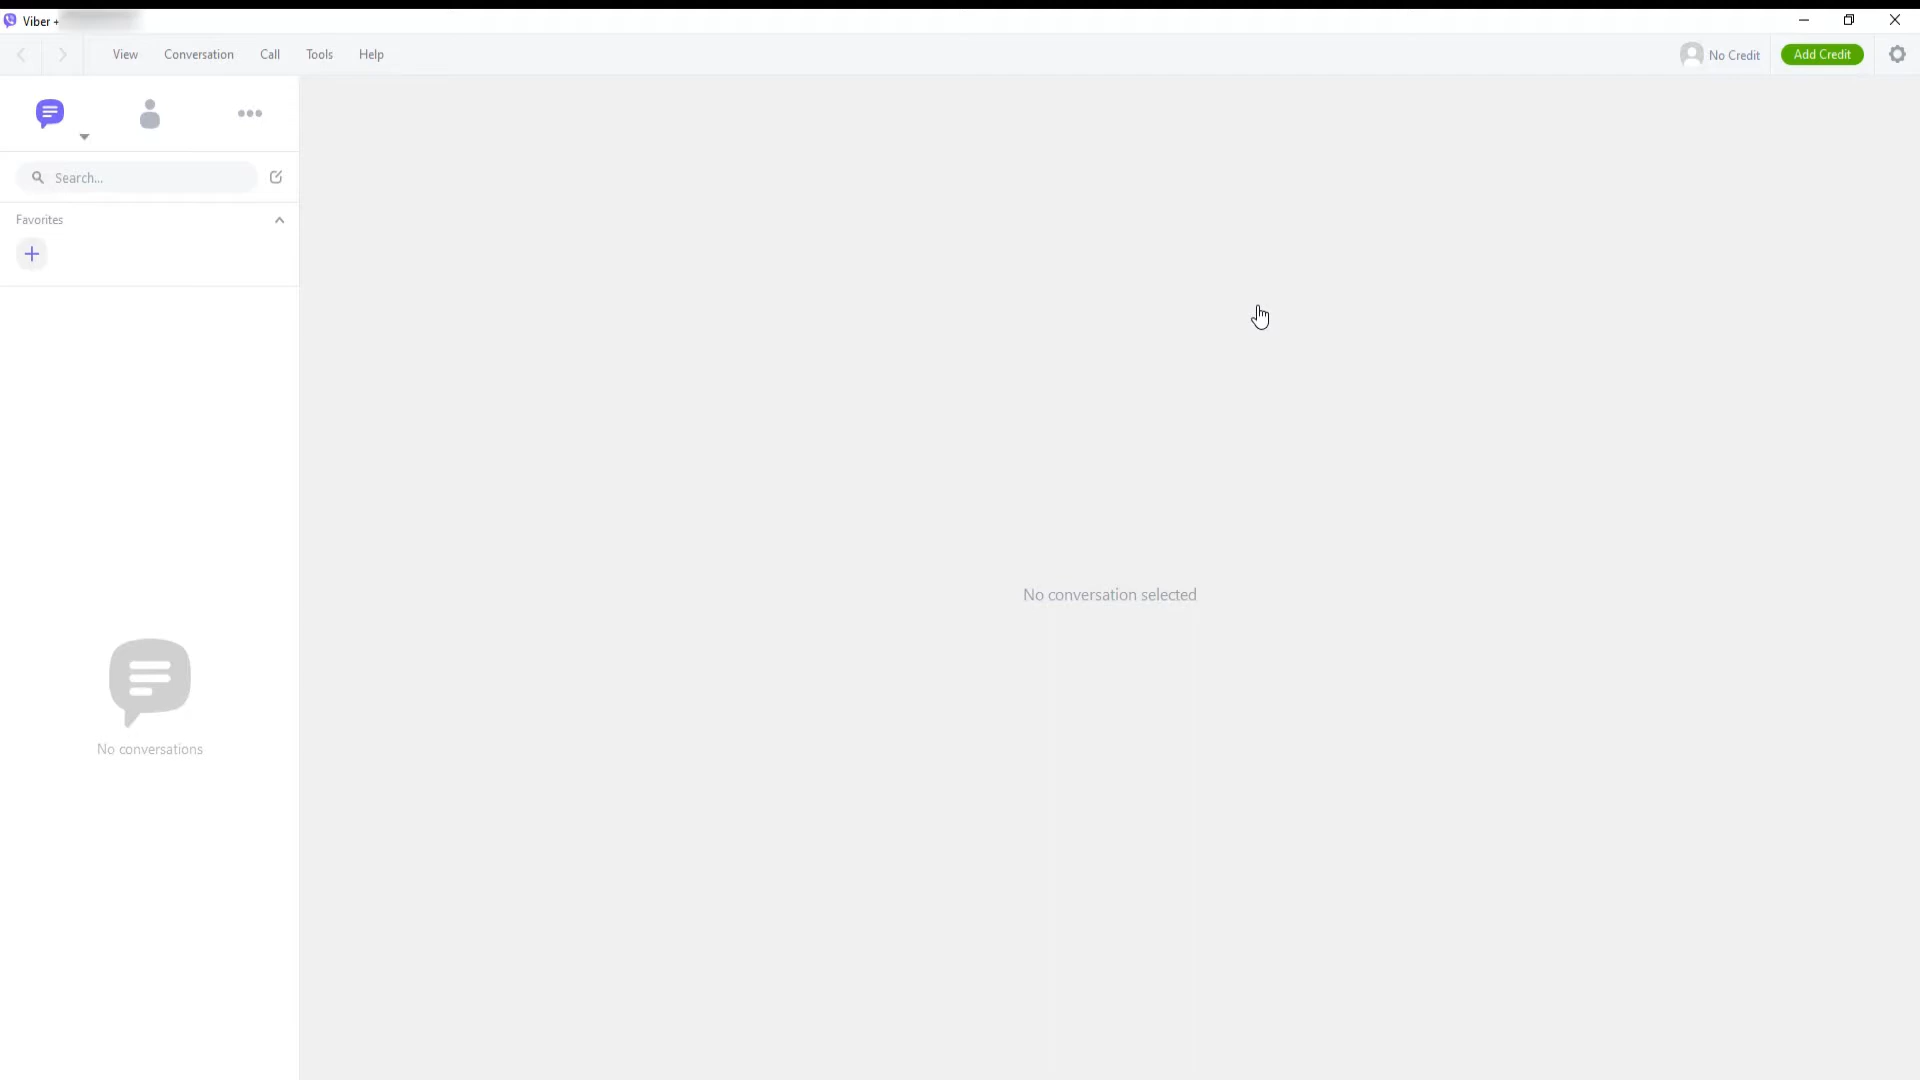 Viber +
View Conversation Call Tools Help
No Credit
Add Credit
Search...
Favorites
No conversation selected
No conversations